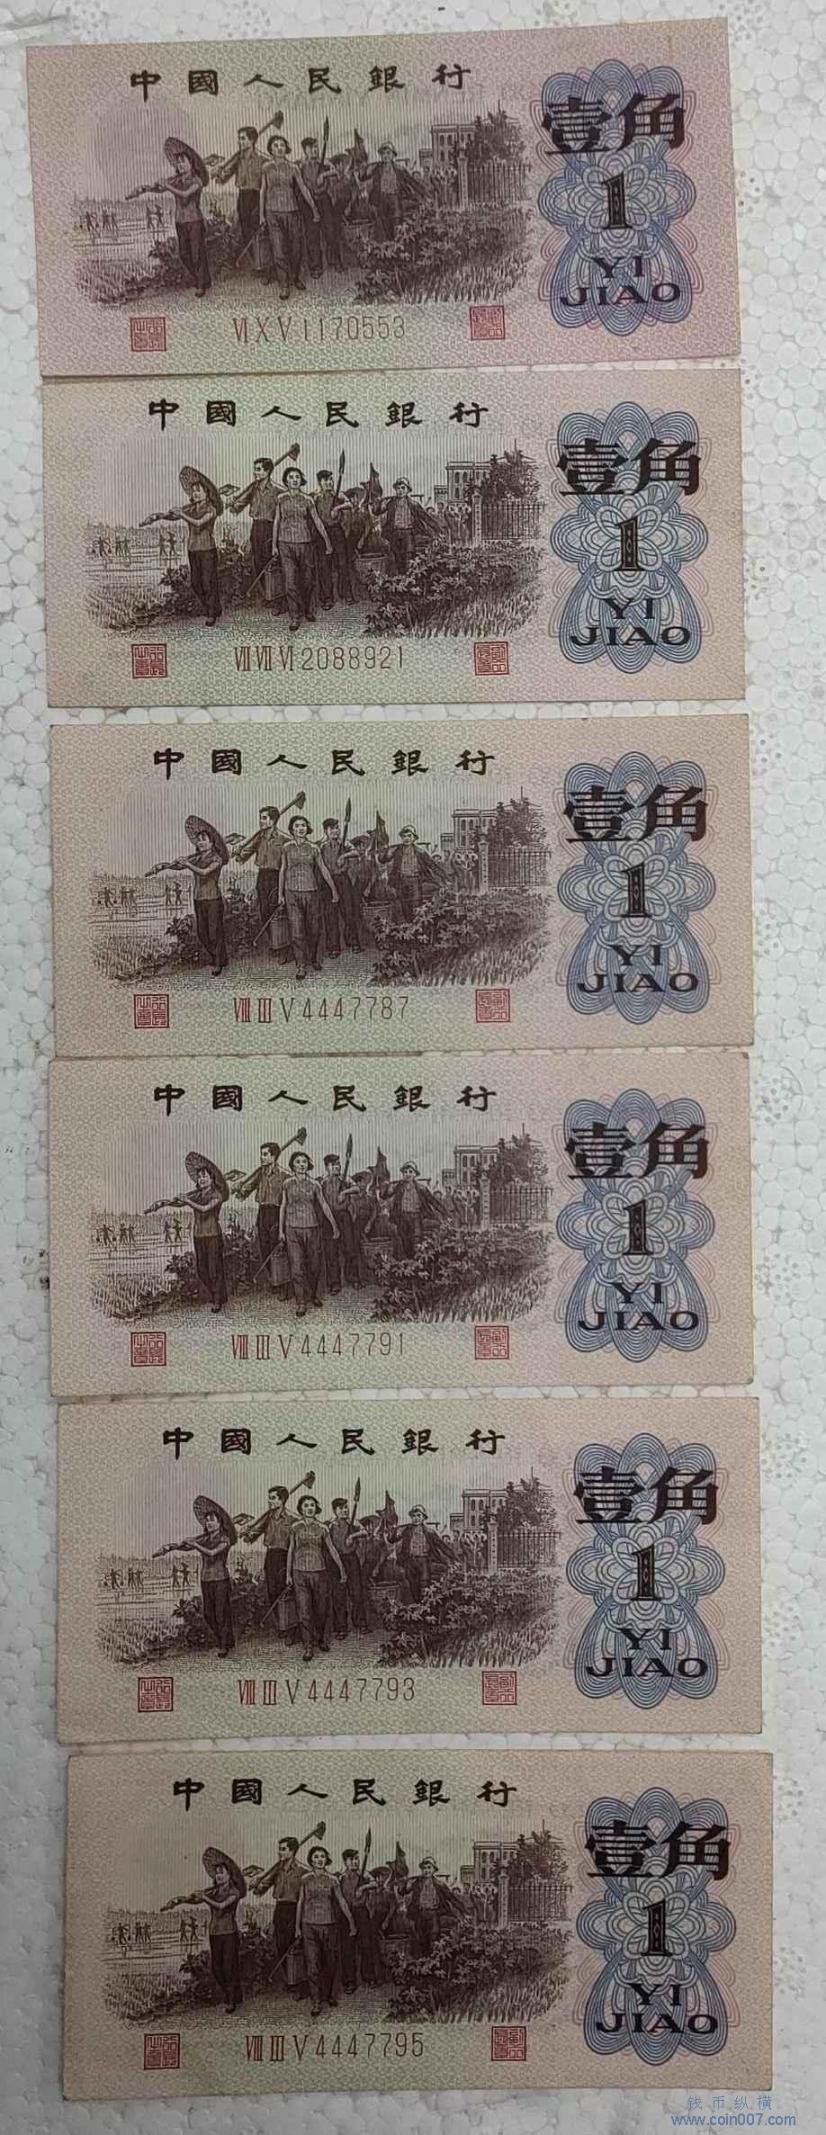 中國人民銀行
壹角
1
YI
JIAO
VI X V 1170553
中國人民銀行
壹角
1
YI
JIAO
VII VII VI 2088921
中國人民銀行
壹角
1
YI
JIAO
VIII III V 4447787
中國人民銀行
壹角
1
YI
JIAO
VIII III V 4447791
中國人民銀行
壹角
1
YI
JIAO
VIII III V 4447793
中國人民銀行
壹角
1
YI
JIAO
VIII III V 4447795
钱币纵横
www.coin007.com